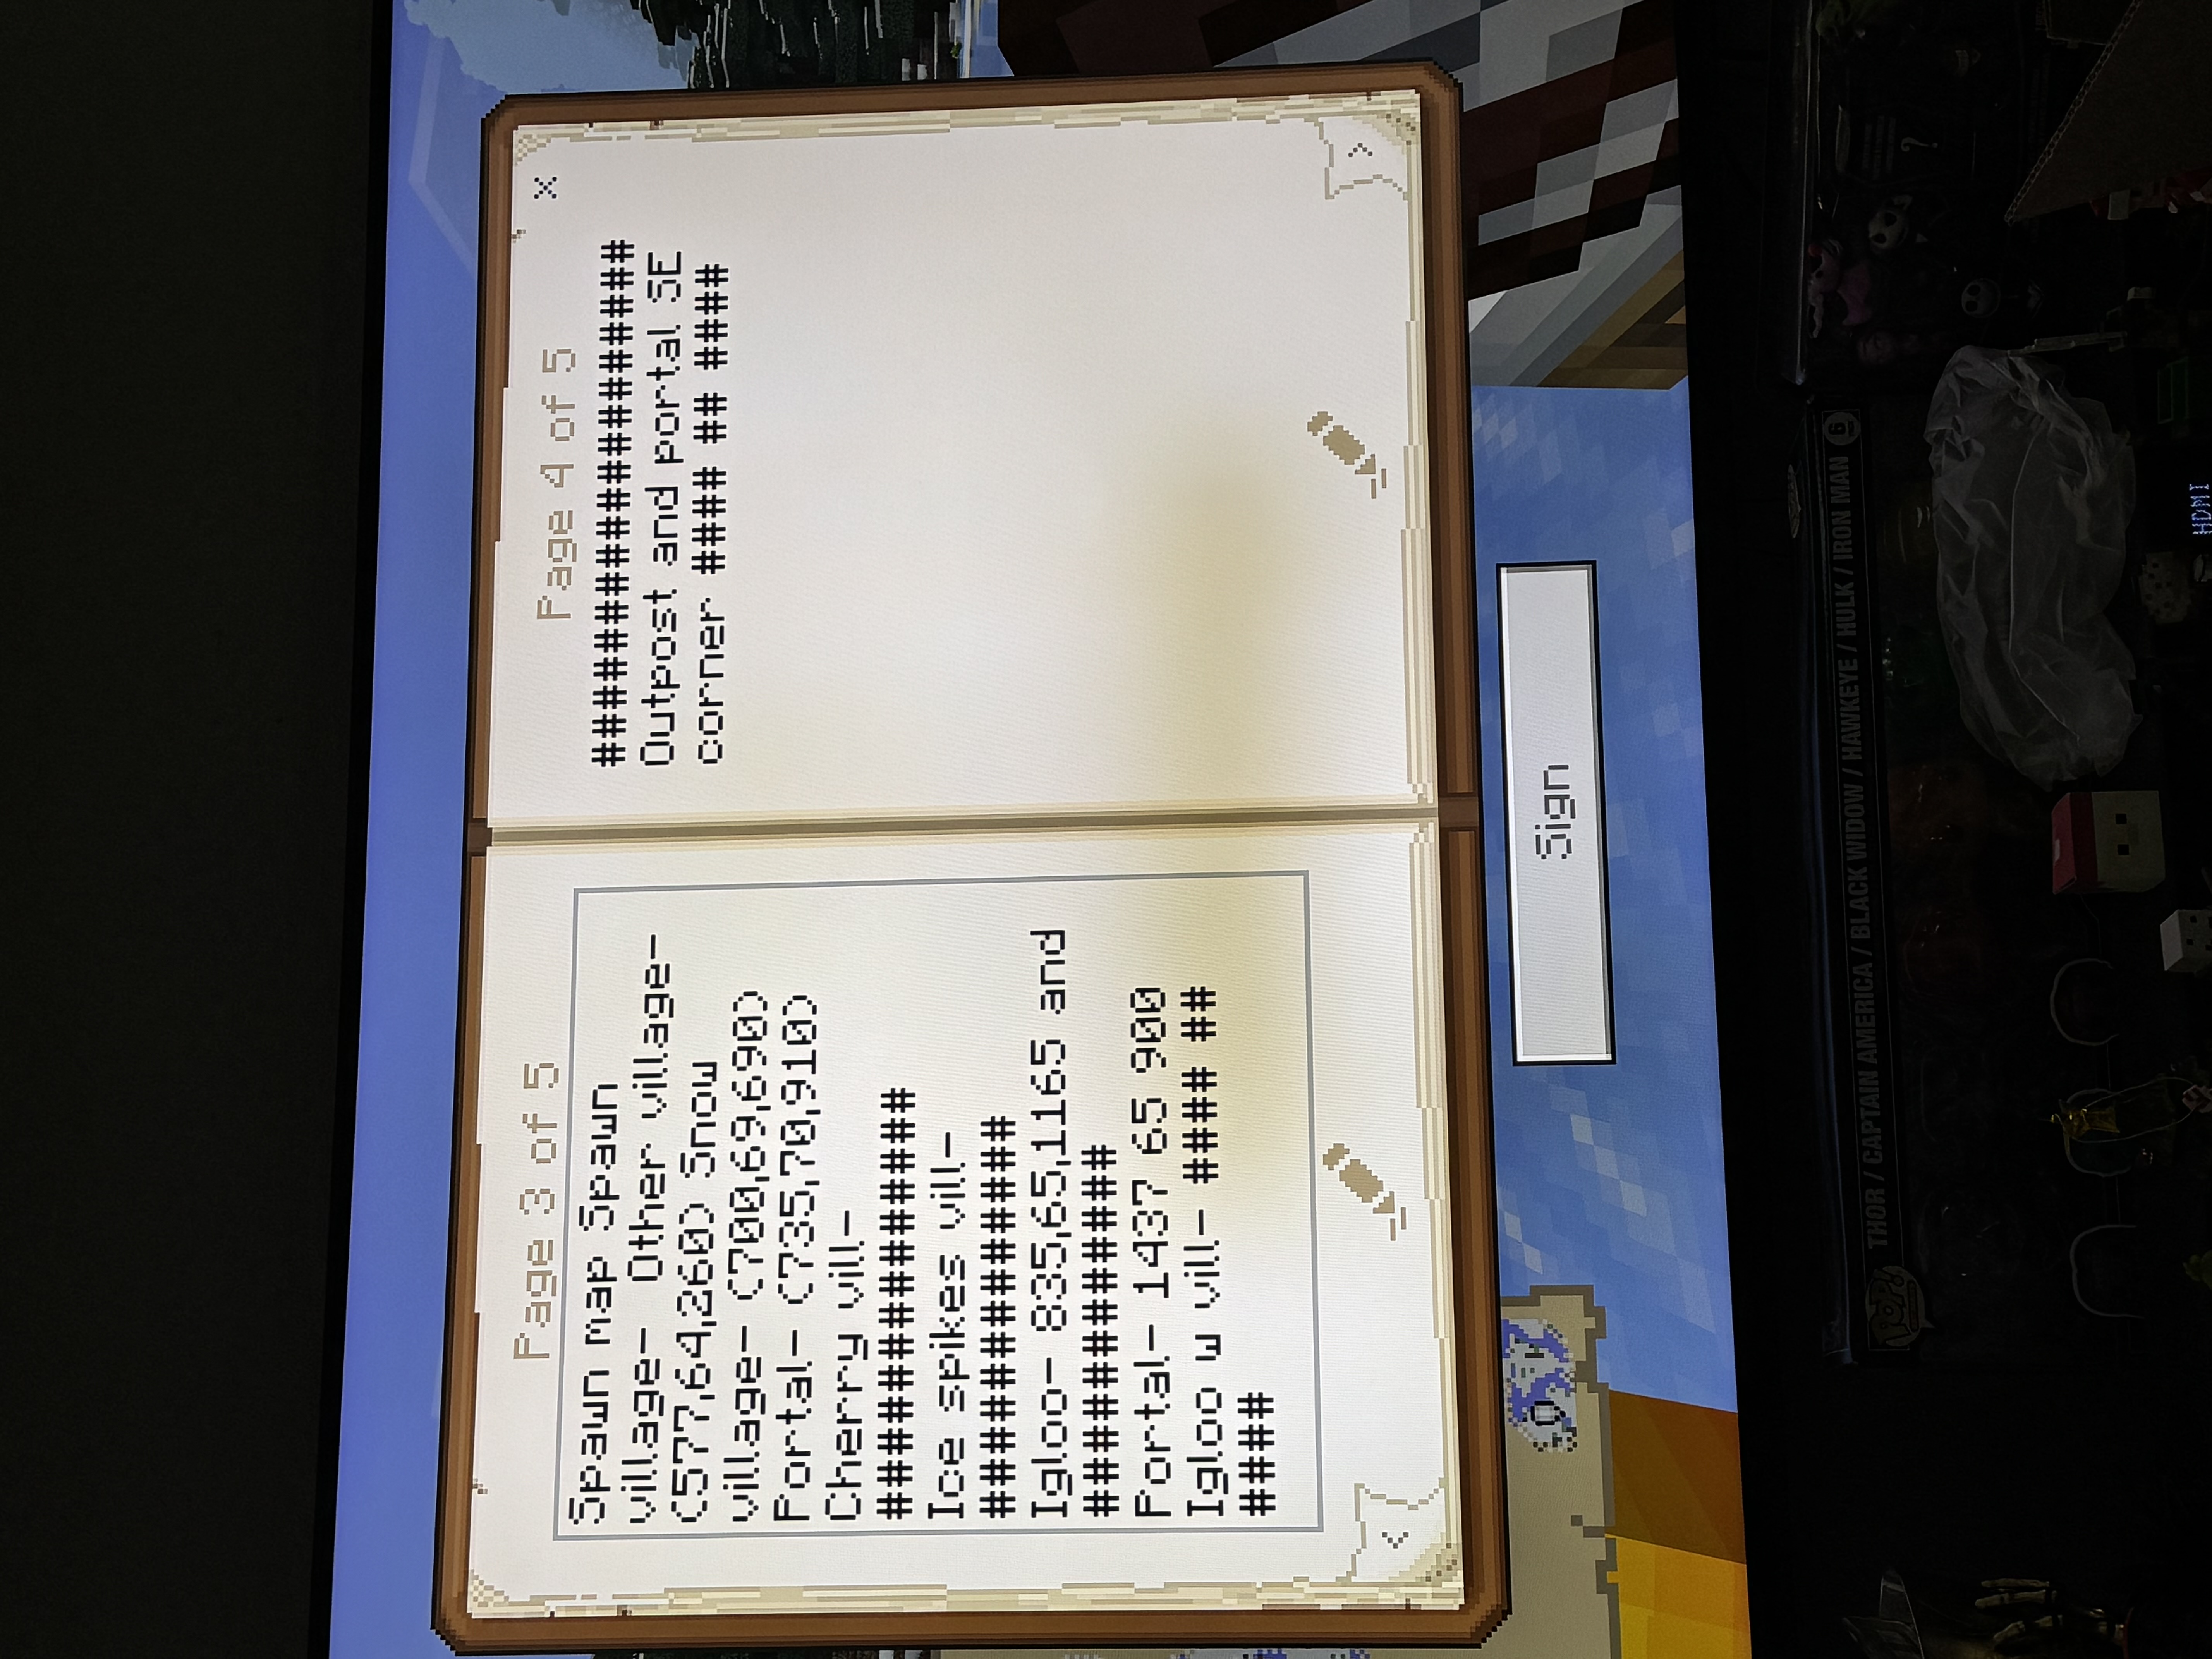 Page 3 of 5
Spawn map Spawn
village-  Other village-
(577,64,260) Snow
village- (700,69,690)
Portal- (735,70,910)
Cherry vill-
###############
Ice spikes vill-
##############
Igloo- 835,65,1165 and
#############
Portal- 1437 65 900
Igloo w vill- #### ##
####
Page 4 of 5
###################
Outpost and portal SE
corner #### ## ####
Sign
POP!
THOR / CAPTAIN AMERICA / BLACK WIDOW / HAWKEYE / HULK / IRON MAN
6
HDMI